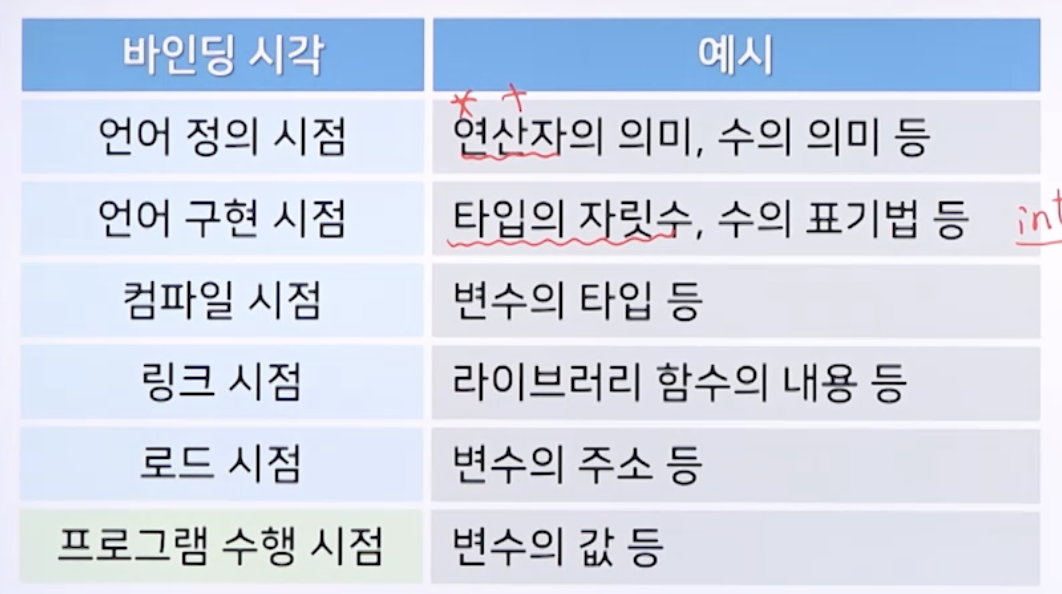 바인딩 시각 예시
* +
언어 정의 시점 연산자의 의미, 수의 의미 등
언어 구현 시점 타입의 자릿수, 수의 표기법 등 int
컴파일 시점 변수의 타입 등
링크 시점 라이브러리 함수의 내용 등
로드 시점 변수의 주소 등
프로그램 수행 시점 변수의 값 등